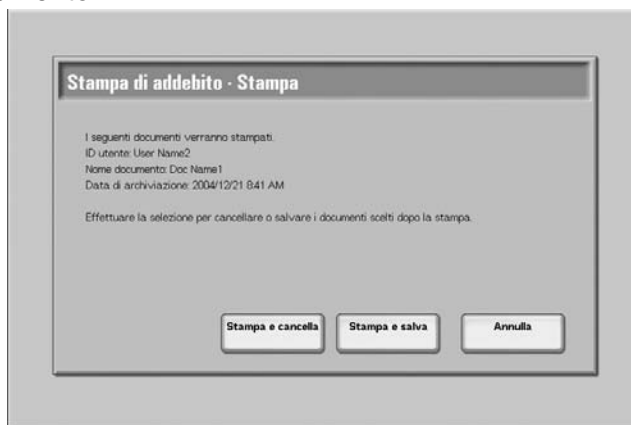 Stampa di addebito - Stampa
I seguenti documenti verranno stampati.
ID utente: User Name2
Nome documento: Doc Name1
Data di archiviazione: 2004/12/21 8:41 AM
Effettuare la selezione per cancellare o salvare i documenti scelti dopo la stampa.
Stampa e cancella
Stampa e salva
Annulla